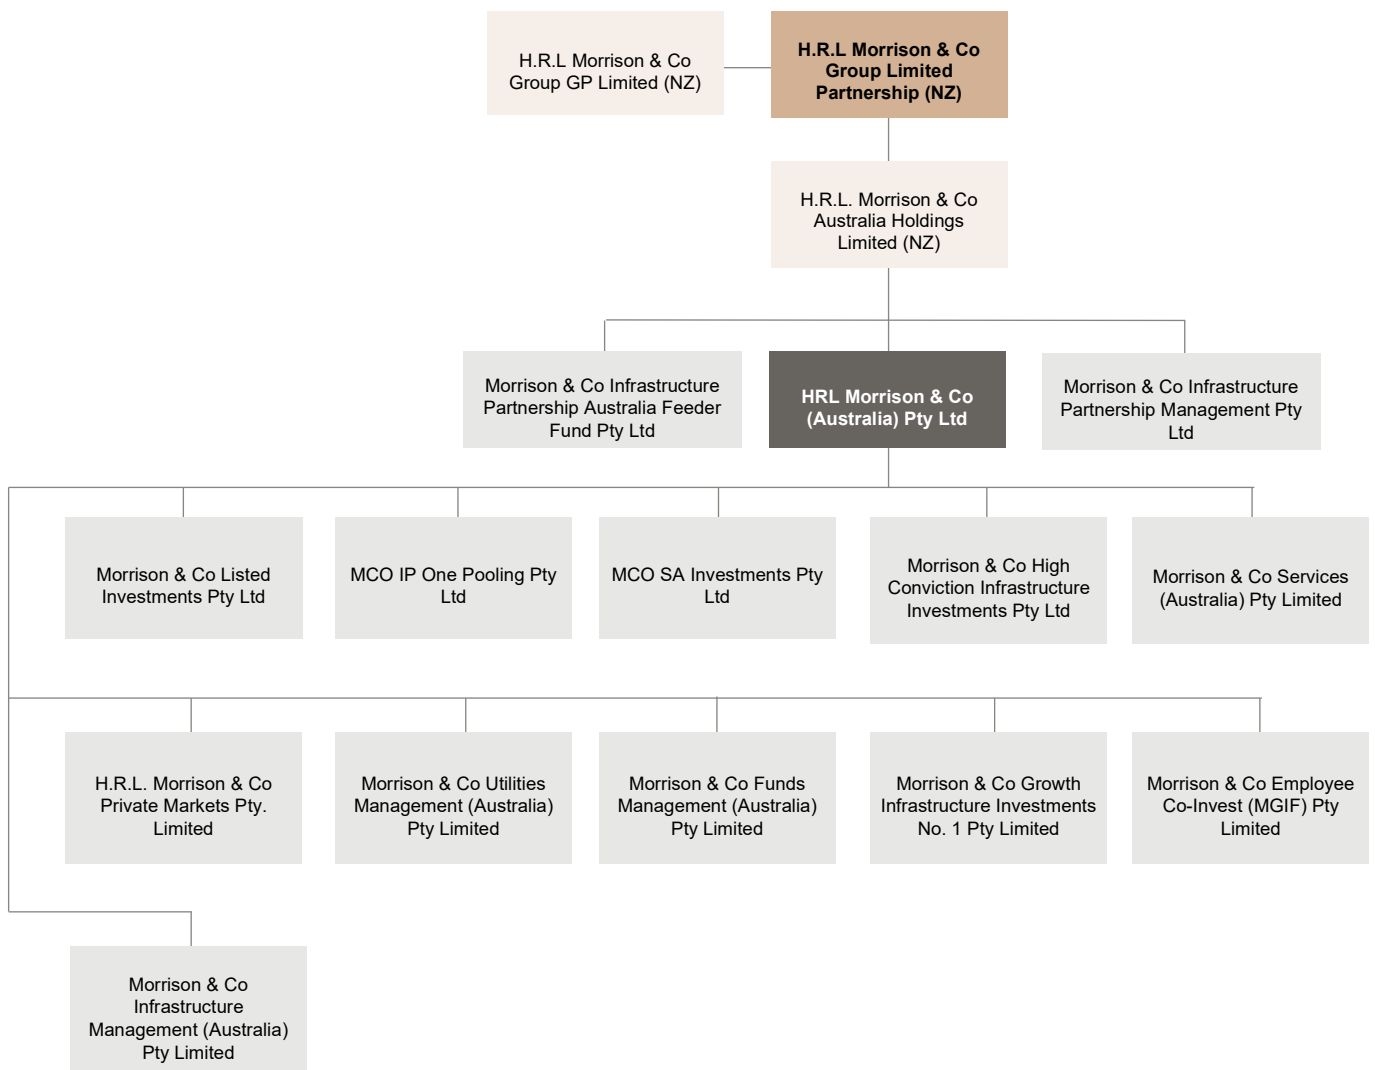 H.R.L Morrison & Co
Group GP Limited (NZ)
H.R.L Morrison & Co
Group Limited
Partnership (NZ)
H.R.L. Morrison & Co
Australia Holdings
Limited (NZ)
Morrison & Co Infrastructure
Partnership Australia Feeder
Fund Pty Ltd
HRL Morrison & Co
(Australia) Pty Ltd
Morrison & Co Infrastructure
Partnership Management Pty
Ltd
Morrison & Co Listed
Investments Pty Ltd
MCO IP One Pooling Pty
Ltd
MCO SA Investments Pty
Ltd
Morrison & Co High
Conviction Infrastructure
Investments Pty Ltd
Morrison & Co Services
(Australia) Pty Limited
H.R.L. Morrison & Co
Private Markets Pty.
Limited
Morrison & Co Utilities
Management (Australia)
Pty Limited
Morrison & Co Funds
Management (Australia)
Pty Limited
Morrison & Co Growth
Infrastructure Investments
No. 1 Pty Limited
Morrison & Co Employee
Co-Invest (MGIF) Pty
Limited
Morrison & Co
Infrastructure
Management (Australia)
Pty Limited